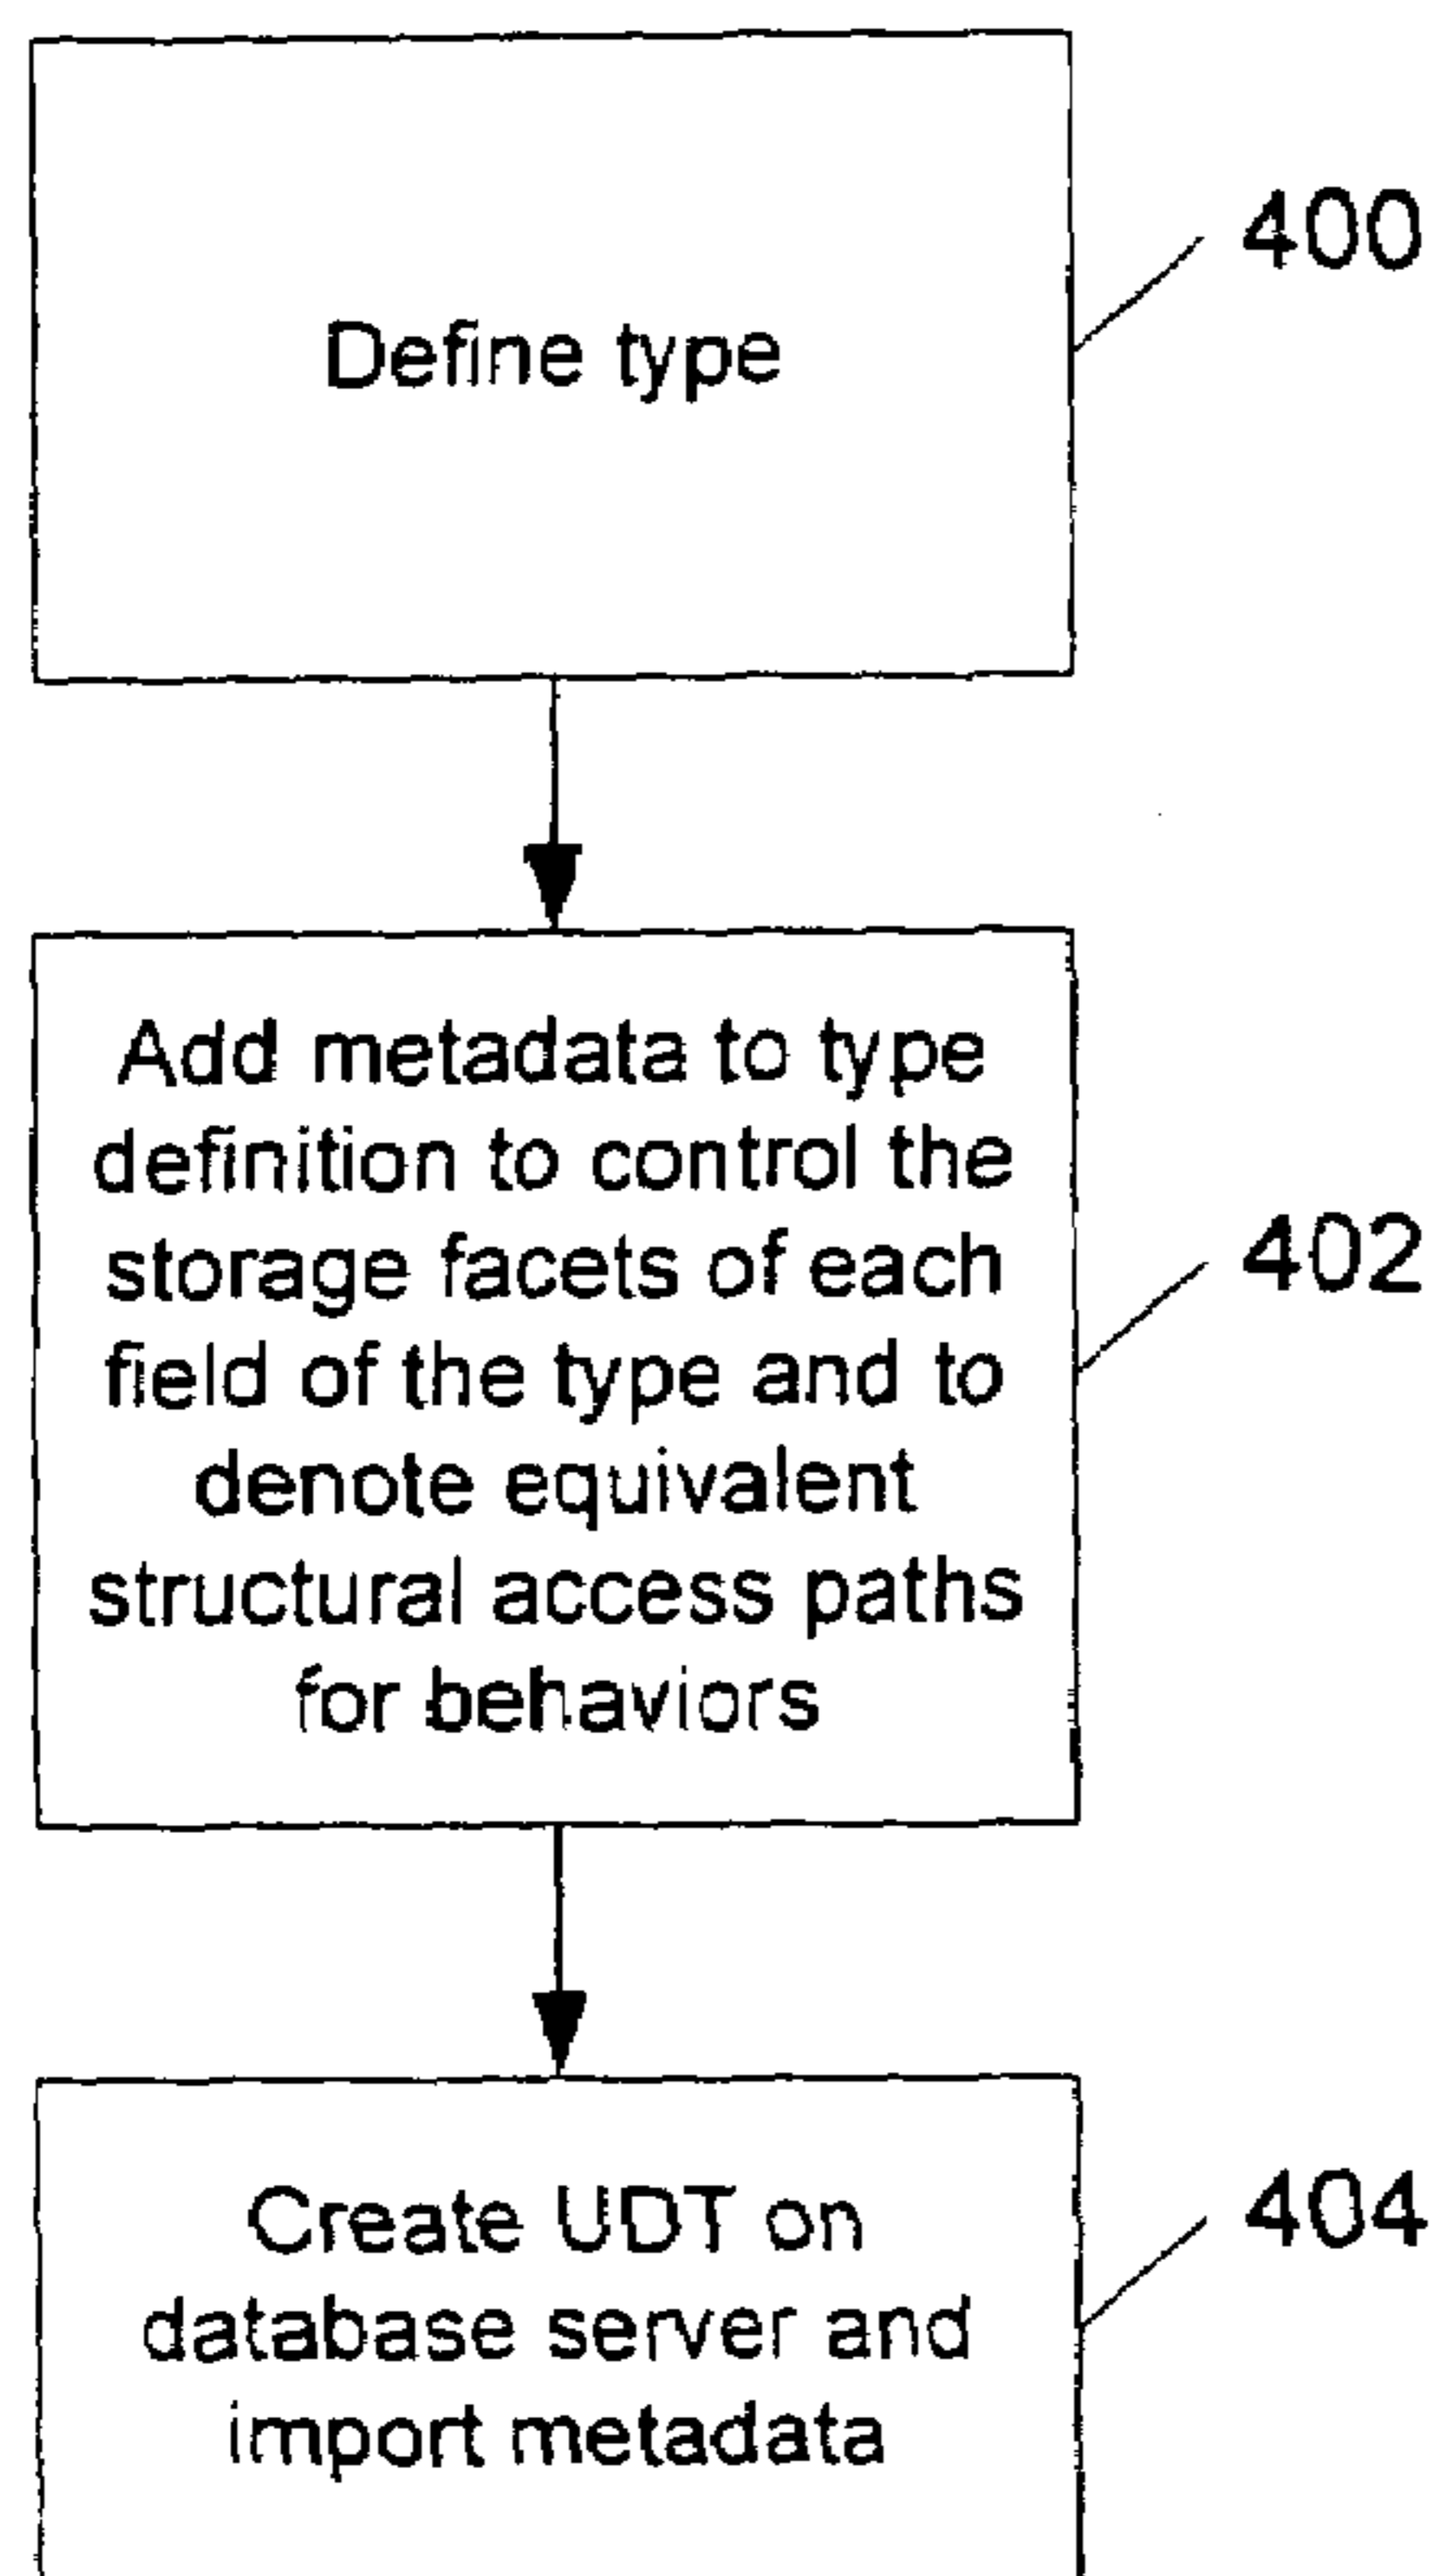 Define type
400
Add metadata to type
definition to control the
storage facets of each
field of the type and to
denote equivalent
structural access paths
for behaviors
402
Create UDT on
database server and
import metadata
404